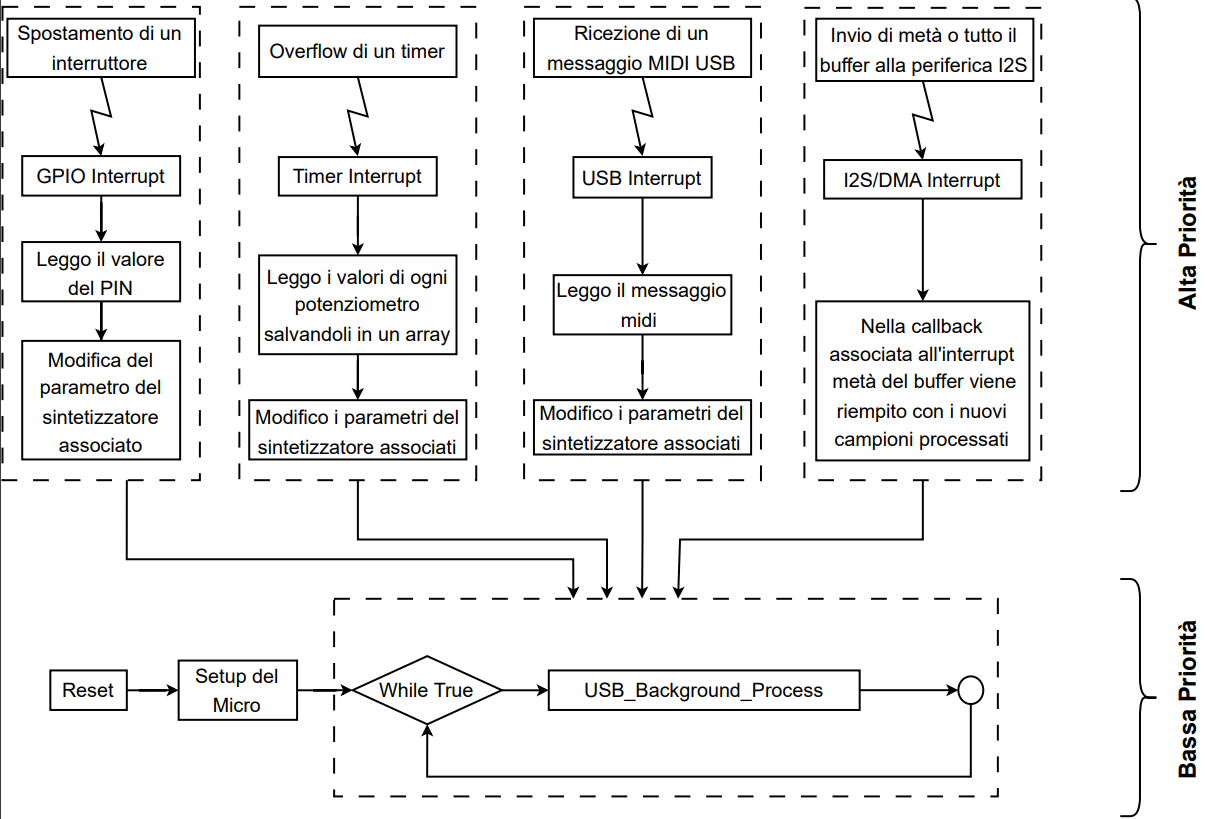 Spostamento di un
interruttore
GPIO Interrupt
Leggo il valore
del PIN
Modifica del
parametro del
sintetizzatore
associato
Overflow di un timer
Timer Interrupt
Leggo i valori di ogni
potenziometro
salvandoli in un array
Modifico i parametri del
sintetizzatore associati
Ricezione di un
messaggio MIDI USB
USB Interrupt
Leggo il messaggio
midi
Modifico i parametri del
sintetizzatore associati
Invio di metà o tutto il
buffer alla periferica I2S
I2S/DMA Interrupt
Nella callback
associata all'interrupt
metà del buffer viene
riempito con i nuovi
campioni processati
Alta Priorità
Reset
Setup del
Micro
While True
USB_Background_Process
Bassa Priorità